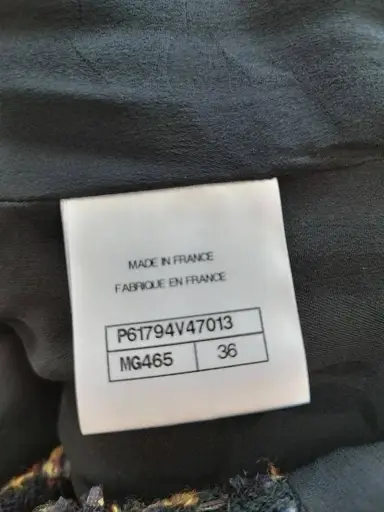 MADE IN FRANCE
FABRIQUE EN FRANCE
P61794V47013
MG465 36